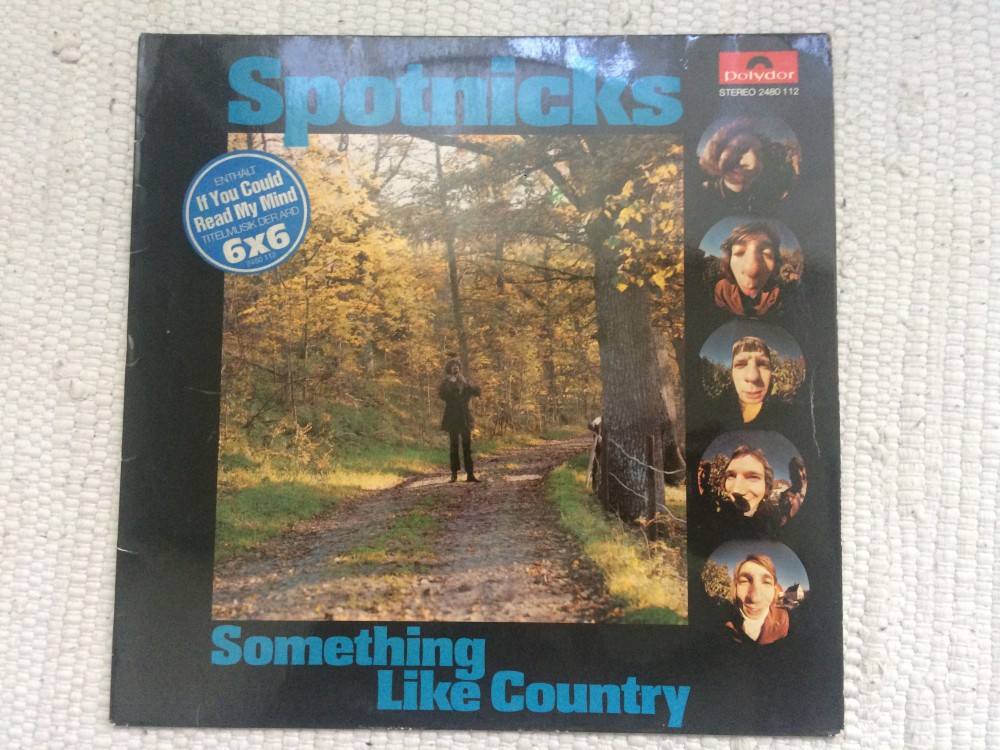 Spotnicks
Polydor
STEREO 2480 112
ENTHÄLT
If You Could
Read My Mind
TITELMUSIK DER ARD
6x6
2480 112
Something
Like Country